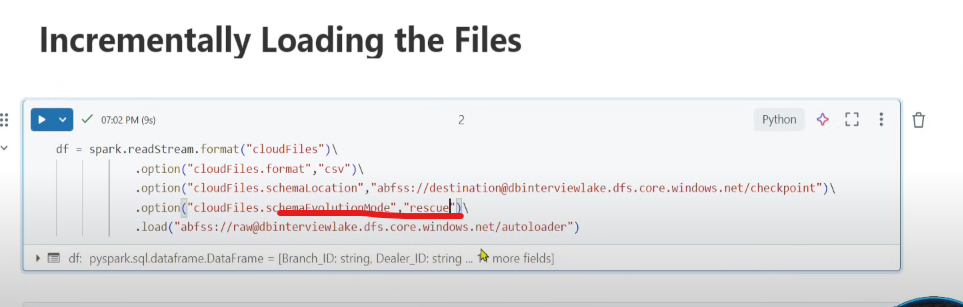 Incrementally Loading the Files
07:02 PM (9s)
2
Python
df = spark.readStream.format("cloudFiles")\
.option("cloudFiles.format","csv")\
.option("cloudFiles.schemaLocation","abfss://destination@dbinterviewlake.dfs.core.windows.net/checkpoint")\
.option("cloudFiles.schemaEvolutionMode","rescue")\
.load("abfss://raw@dbinterviewlake.dfs.core.windows.net/autoloader")
df: pyspark.sql.dataframe.DataFrame = [Branch_ID: string, Dealer_ID: string ... more fields]